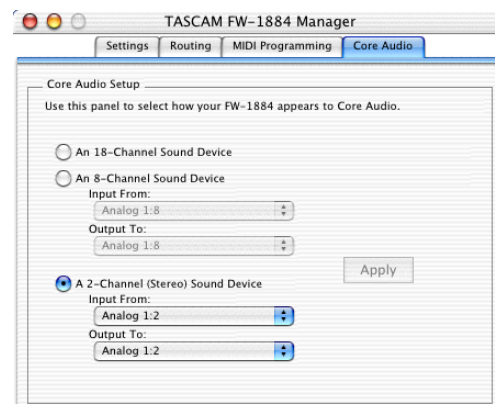 TASCAM FW-1884 Manager
Settings Routing MIDI Programming Core Audio
Core Audio Setup
Use this panel to select how your FW-1884 appears to Core Audio.
An 18-Channel Sound Device
An 8-Channel Sound Device
Input From:
Analog 1:8
Output To:
Analog 1:8
Apply
A 2-Channel (Stereo) Sound Device
Input From:
Analog 1:2
Output To:
Analog 1:2